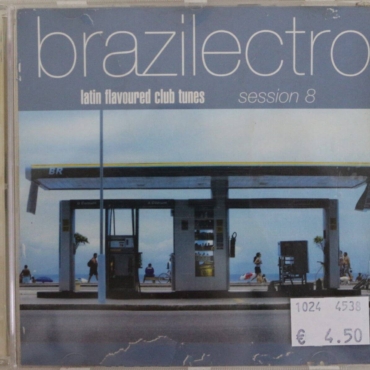 brazilectro
latin flavoured club tunes session 8
BR
1024 4538
€ 4.50